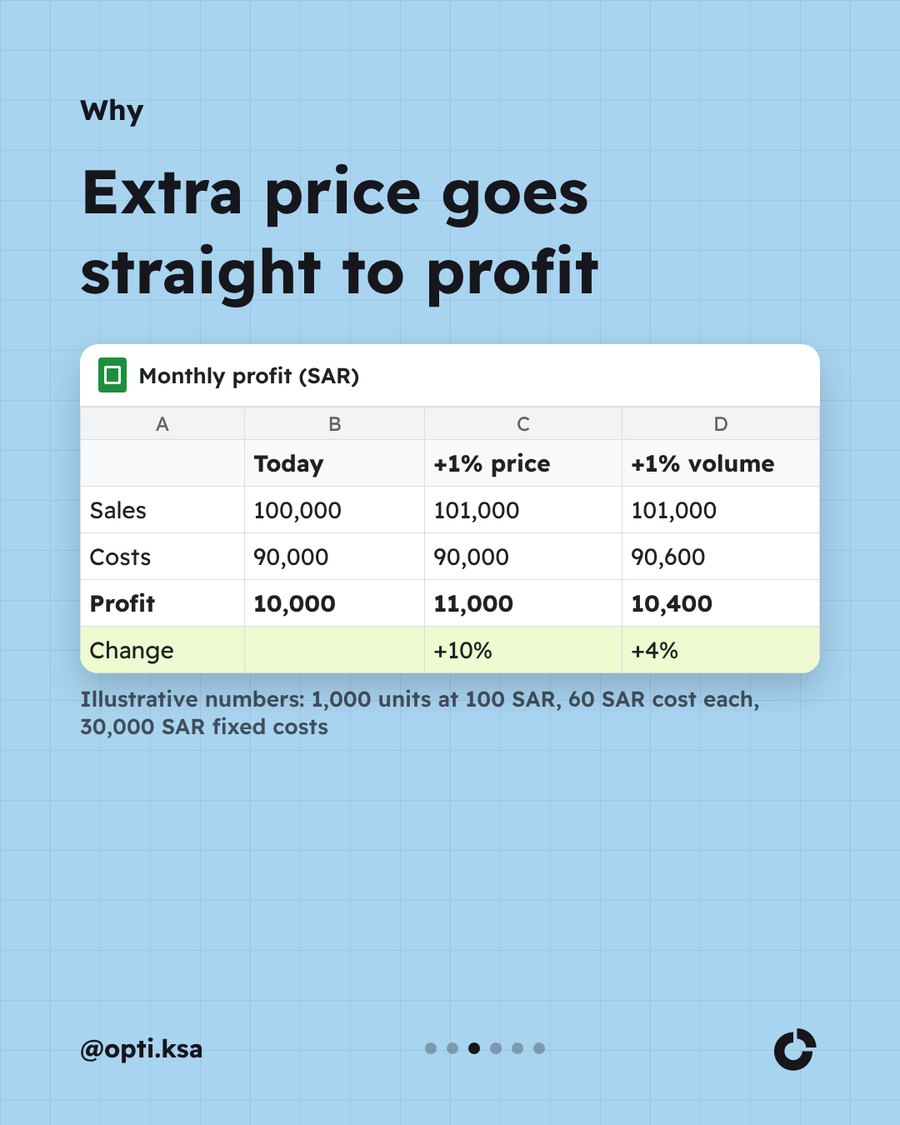 Why
Extra price goes
straight to profit
Monthly profit (SAR)
A B C D
Today +1% price +1% volume
Sales 100,000 101,000 101,000
Costs 90,000 90,000 90,600
Profit 10,000 11,000 10,400
Change +10% +4%
Illustrative numbers: 1,000 units at 100 SAR, 60 SAR cost each,
30,000 SAR fixed costs
@opti.ksa